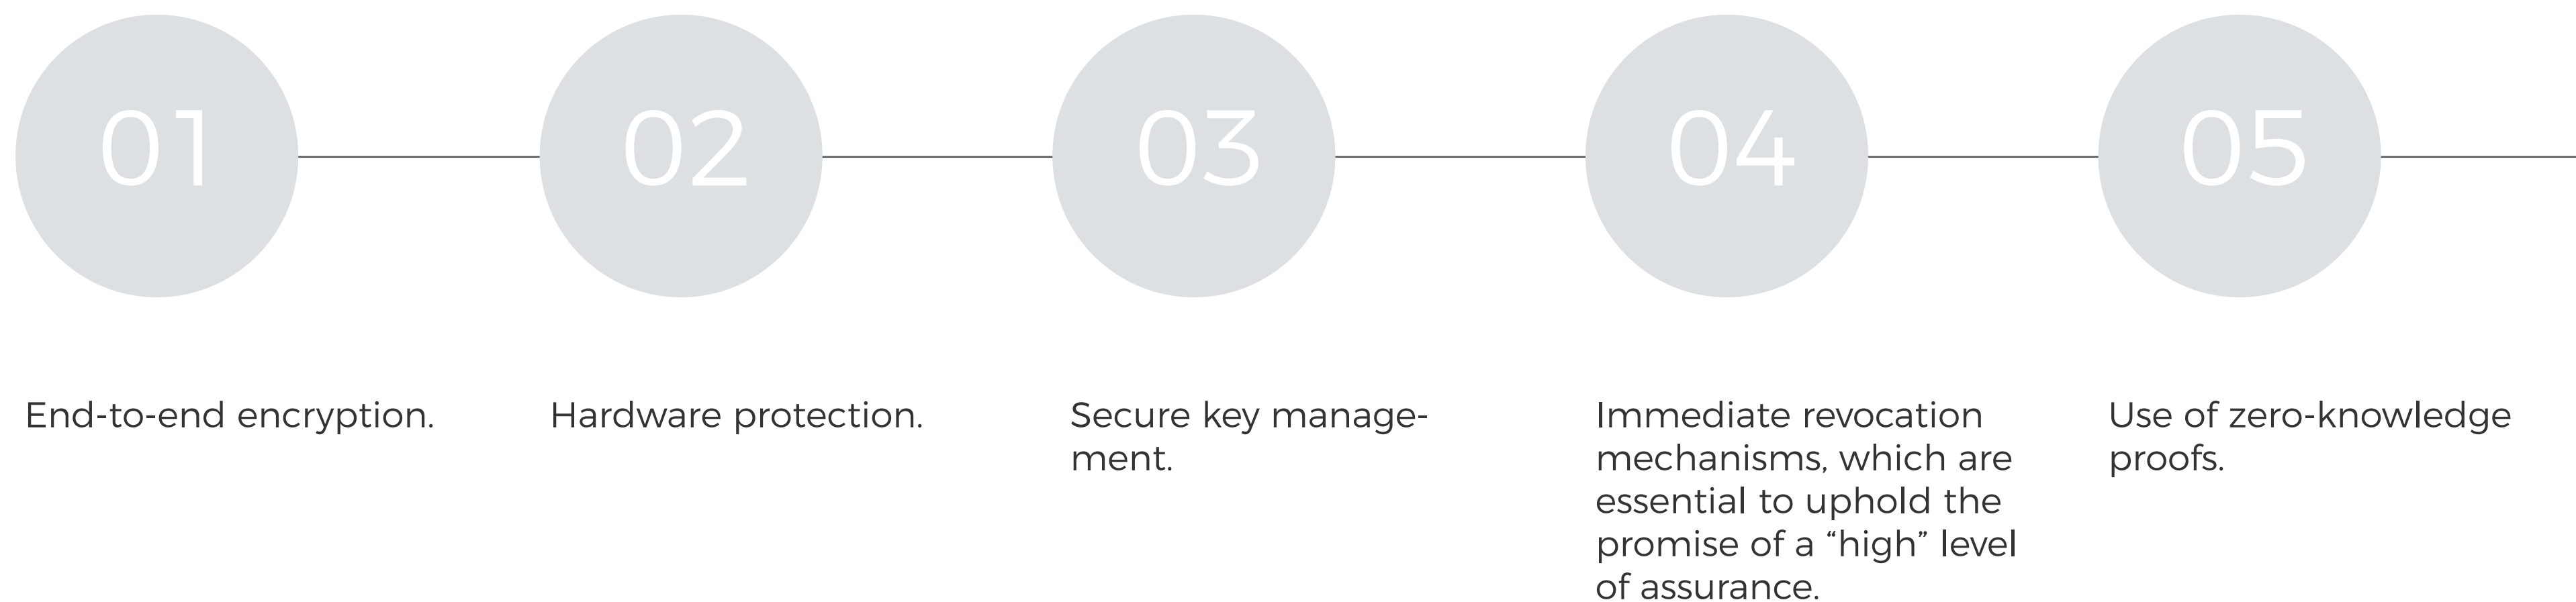 01
02
03
04
05
End-to-end encryption.
Hardware protection.
Secure key manage-
ment.
Immediate revocation
mechanisms, which are
essential to uphold the
promise of a “high” level
of assurance.
Use of zero-knowledge
proofs.